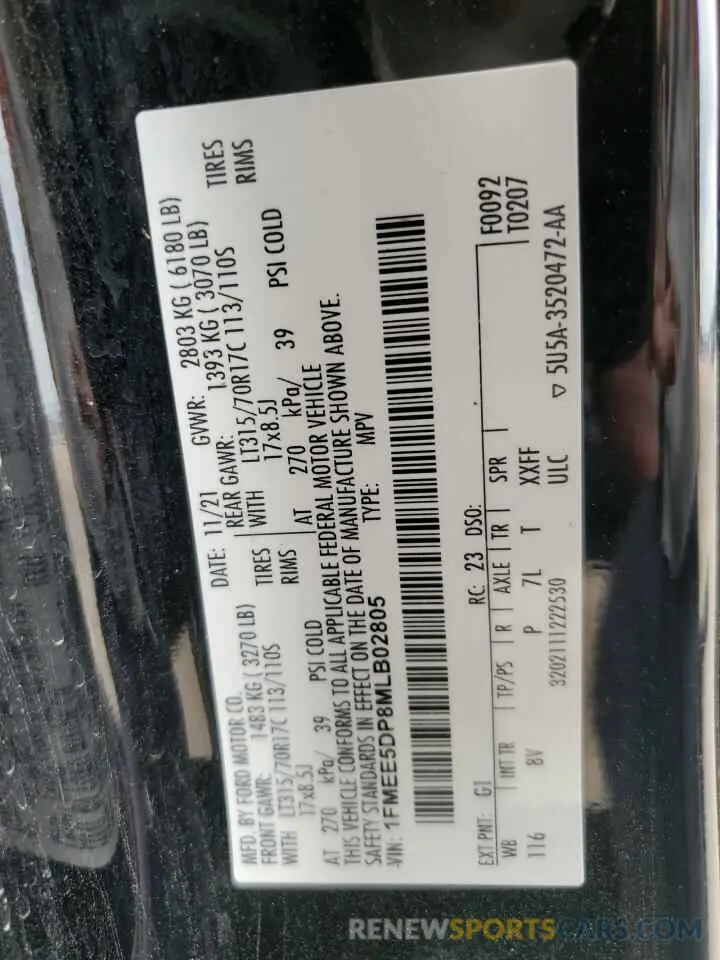 MFD. BY FORD MOTOR CO.
DATE: 11/21 GVWR: 2803 KG ( 6180 LB)
FRONT GAWR: 1483 KG ( 3270 LB)
REAR GAWR: 1393 KG ( 3070 LB)
WITH LT315/70R17C 113/110S TIRES
WITH LT315/70R17C 113/110S TIRES
17x8.5J RIMS
17x8.5J RIMS
AT 270 kPa/ 39 PSI COLD
AT 270 kPa/ 39 PSI COLD
THIS VEHICLE CONFORMS TO ALL APPLICABLE FEDERAL MOTOR VEHICLE
SAFETY STANDARDS IN EFFECT ON THE DATE OF MANUFACTURE SHOWN ABOVE.
VIN: 1FMEE5DP8MLB02805 TYPE: MPV
EXT PNT: G1 RC: 23 DSO: F0092
T0207
WB INT TR TP/PS R AXLE TR SPR
116 8V P 7L T XXFF
3202111222530 ULC ▽ 5U5A-3520472-AA
RENEWSPORTSCARS.COM